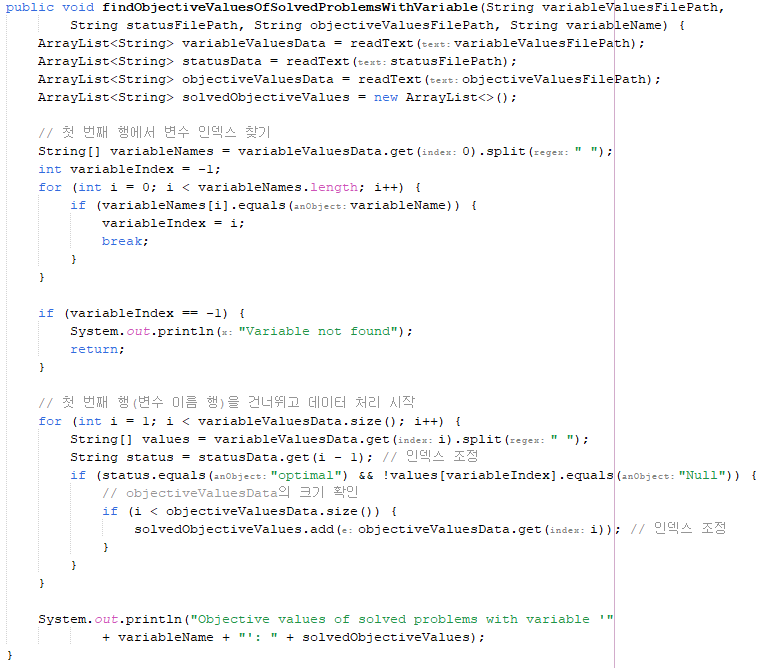 public void findObjectiveValuesOfSolvedProblemsWithVariable(String variableValuesFilePath,
String statusFilePath, String objectiveValuesFilePath, String variableName) {
ArrayList<String> variableValuesData = readText(text: variableValuesFilePath);
ArrayList<String> statusData = readText(text: statusFilePath);
ArrayList<String> objectiveValuesData = readText(text: objectiveValuesFilePath);
ArrayList<String> solvedObjectiveValues = new ArrayList<>();
// 첫 번째 행에서 변수 인덱스 찾기
String[] variableNames = variableValuesData.get(index: 0).split(regex: " ");
int variableIndex = -1;
for (int i = 0; i < variableNames.length; i++) {
if (variableNames[i].equals(anObject: variableName)) {
variableIndex = i;
break;
}
}
if (variableIndex == -1) {
System.out.println(x: "Variable not found");
return;
}
// 첫 번째 행(변수 이름 행)을 건너뛰고 데이터 처리 시작
for (int i = 1; i < variableValuesData.size(); i++) {
String[] values = variableValuesData.get(index: i).split(regex: " ");
String status = statusData.get(i - 1); // 인덱스 조정
if (status.equals(anObject: "optimal") && !values[variableIndex].equals(anObject: "Null")) {
// objectiveValuesData의 크기 확인
if (i < objectiveValuesData.size()) {
solvedObjectiveValues.add(e: objectiveValuesData.get(index: i)); // 인덱스 조정
}
}
}
System.out.println("Objective values of solved problems with variable '"
+ variableName + "': " + solvedObjectiveValues);
}